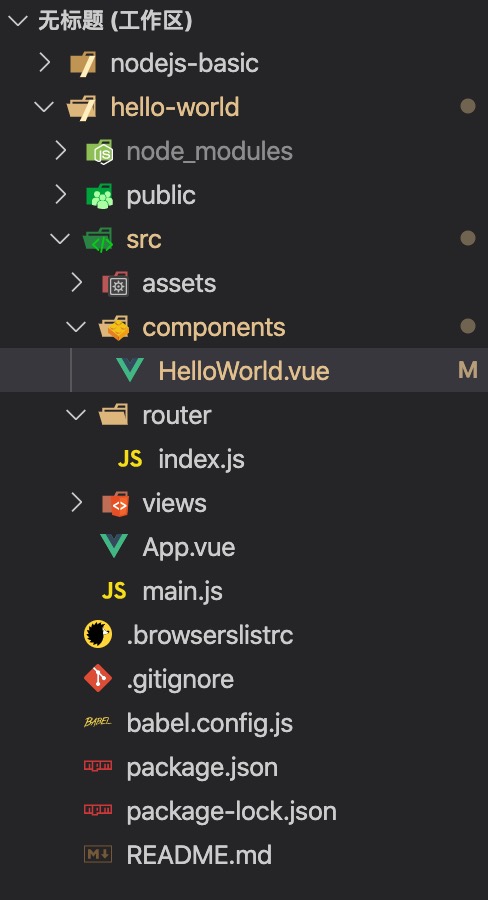 无标题 (工作区)
nodejs-basic
hello-world
node_modules
public
src
assets
components
HelloWorld.vue M
router
JS index.js
views
App.vue
JS main.js
.browserslistrc
.gitignore
BABEL babel.config.js
package.json
package-lock.json
M README.md